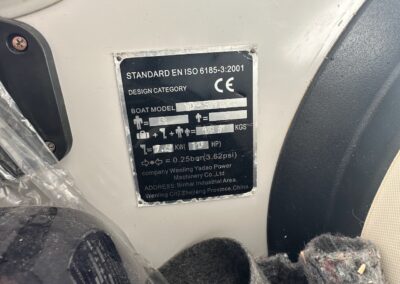 STANDARD EN ISO 6185-3:2001
DESIGN CATEGORY CE
BOAT MODEL
= =
+ + = KGS
= KW( HP)
= 0.25bar(3.62psi)
company Weniing Yadao Power
Machinery Co.,Ltd
ADDRESS: Binhai Industrial Area,
Wenling City Zhejiang Province,China